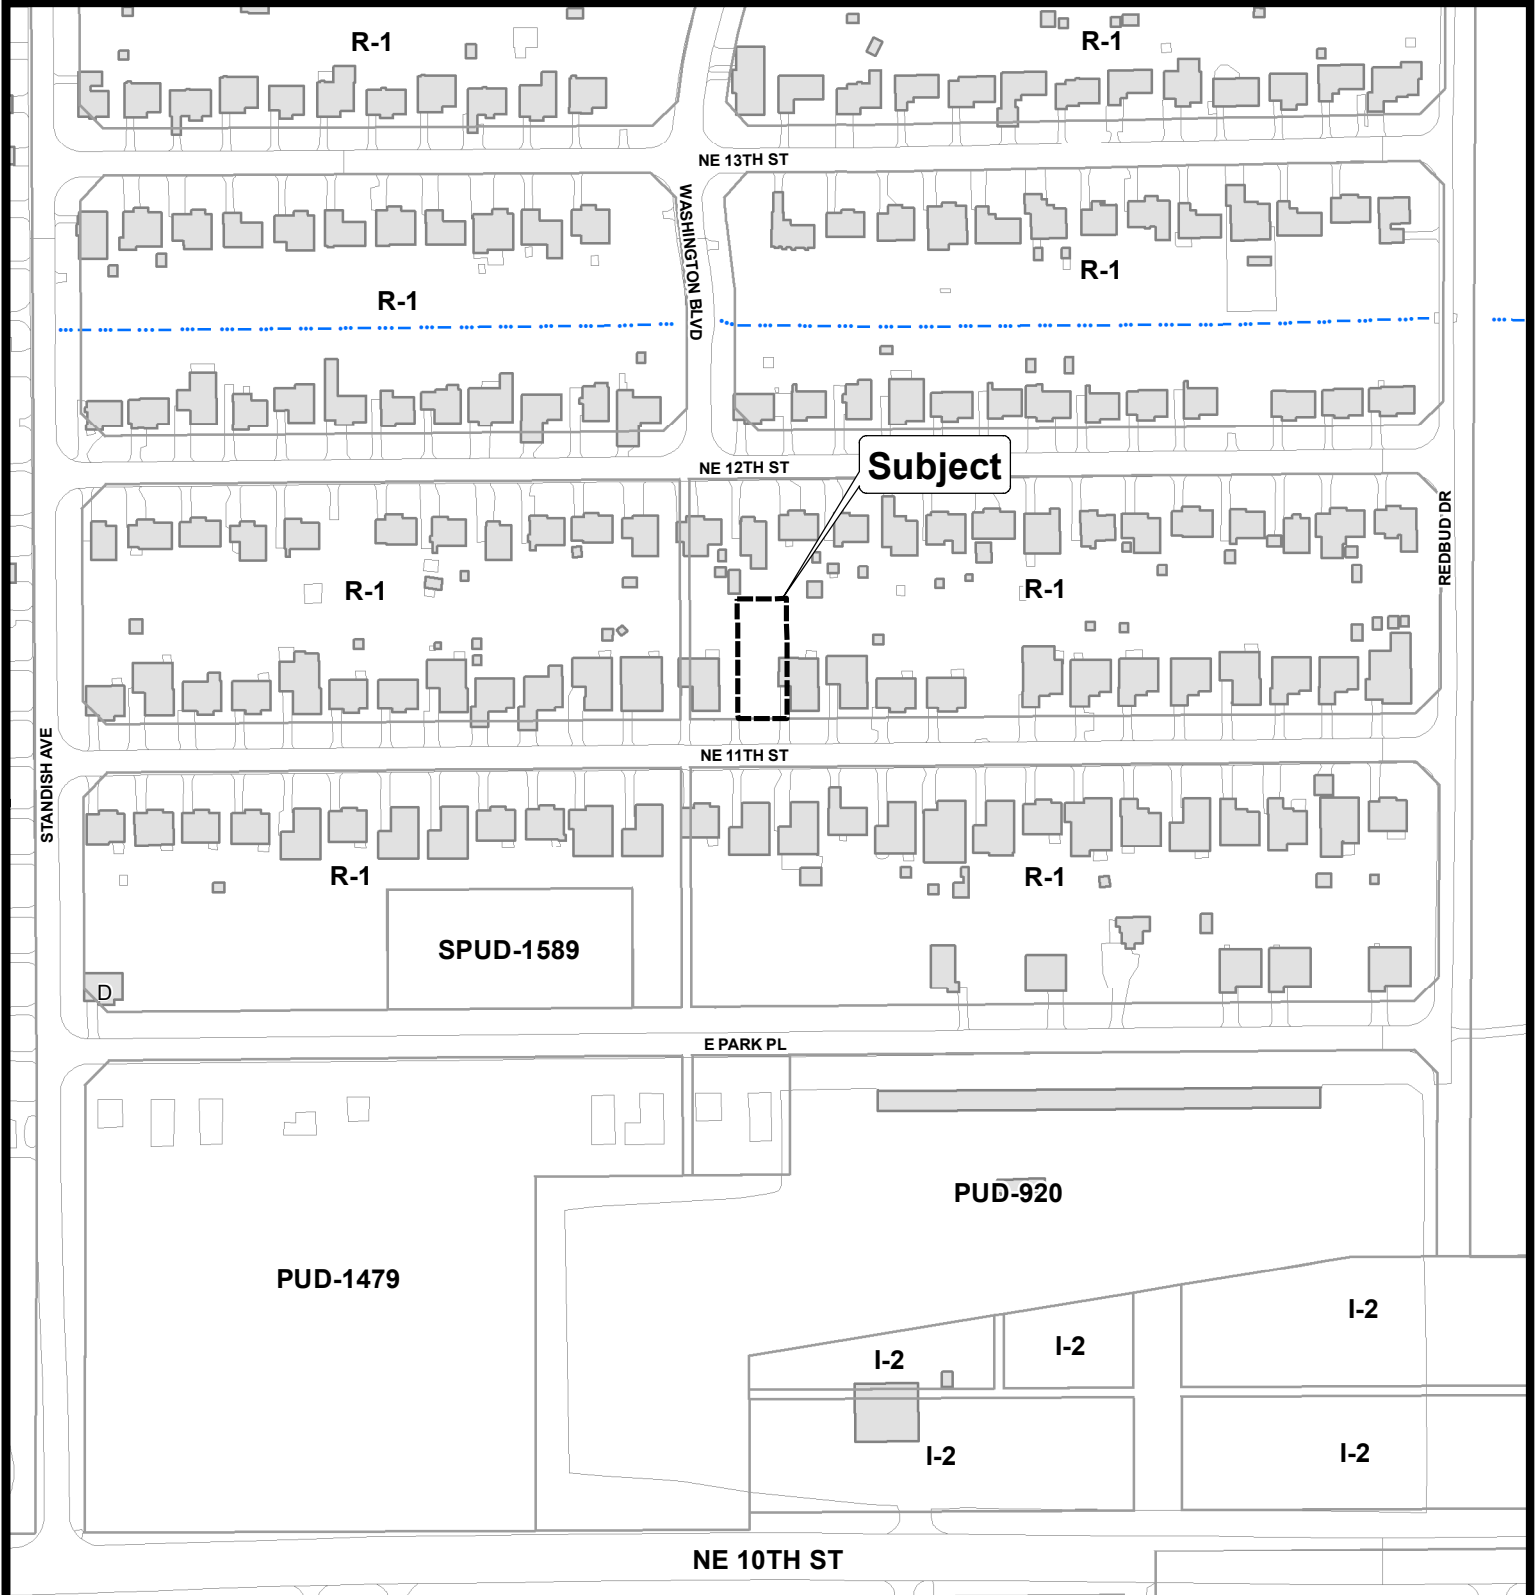 R-1
R-1
NE 13TH ST
WASHINGTON BLVD
R-1
R-1
NE 12TH ST
Subject
REDBUD DR
R-1
R-1
STANDISH AVE
NE 11TH ST
R-1
R-1
SPUD-1589
D
E PARK PL
PUD-920
PUD-1479
I-2
I-2
I-2
I-2
I-2
NE 10TH ST